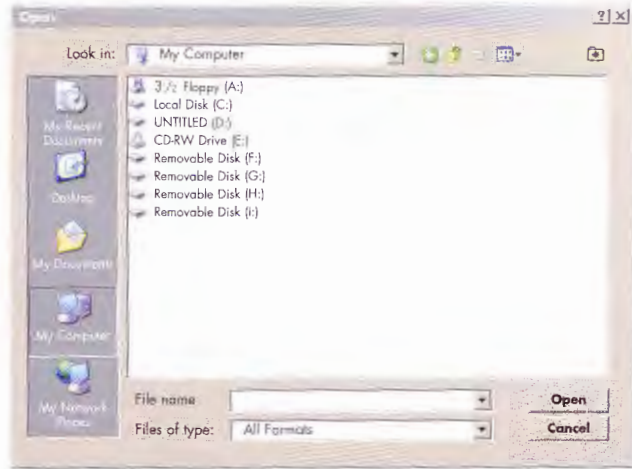 Open
? X
Look in: My Computer
3½ Floppy (A:)
Local Disk (C:)
UNTITLED (D:)
CD-RW Drive (E:)
Removable Disk (F:)
Removable Disk (G:)
Removable Disk (H:)
Removable Disk (I:)
My Recent
Documents
Desktop
My Documents
My Computer
My Network
Places
File name
Open
Files of type: All Formats
Cancel